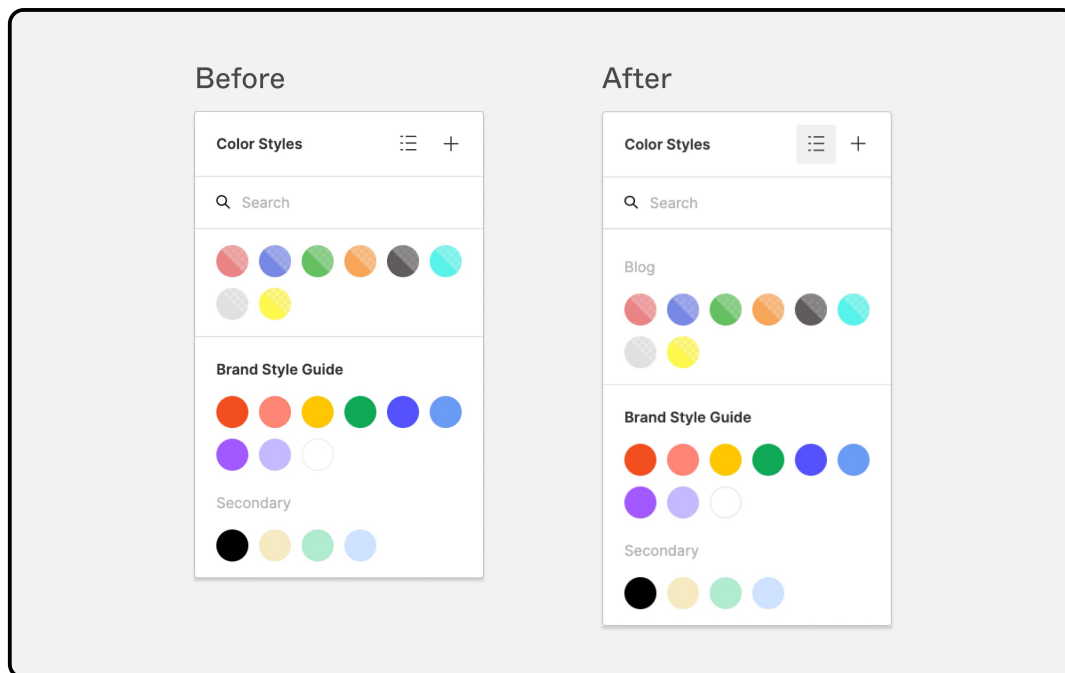 Before
Color Styles
Search
Brand Style Guide
Secondary
After
Color Styles
Search
Blog
Brand Style Guide
Secondary